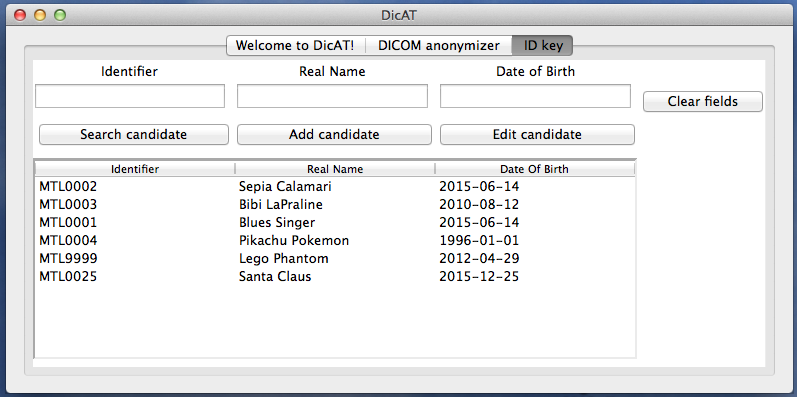 DicAT
Welcome to DicAT! DICOM anonymizer ID key
Identifier Real Name Date of Birth
Clear fields
Search candidate Add candidate Edit candidate
Identifier Real Name Date Of Birth
MTL0002 Sepia Calamari 2015-06-14
MTL0003 Bibi LaPraline 2010-08-12
MTL0001 Blues Singer 2015-06-14
MTL0004 Pikachu Pokemon 1996-01-01
MTL9999 Lego Phantom 2012-04-29
MTL0025 Santa Claus 2015-12-25